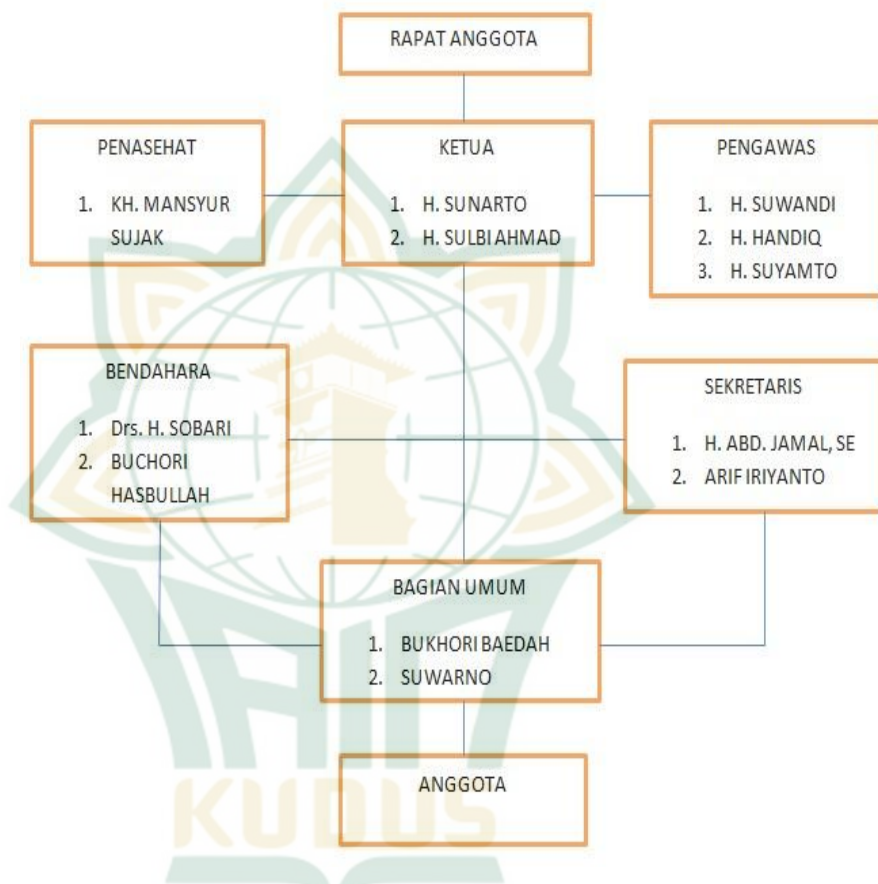 RAPAT ANGGOTA
PENASEHAT
1. KH. MANSYUR
SUJAK
KETUA
1. H. SUNARTO
2. H. SULBI AHMAD
PENGAWAS
1. H. SUWANDI
2. H. HANDIQ
3. H. SUYAMTO
BENDAHARA
1. Drs. H. SOBARI
2. BUCHORI
HASBULLAH
SEKRETARIS
1. H. ABD. JAMAL, SE
2. ARIF IRIYANTO
BAGIAN UMUM
1. BUKHORI BAEDAH
2. SUWARNO
ANGGOTA
IAIN
KUDUS